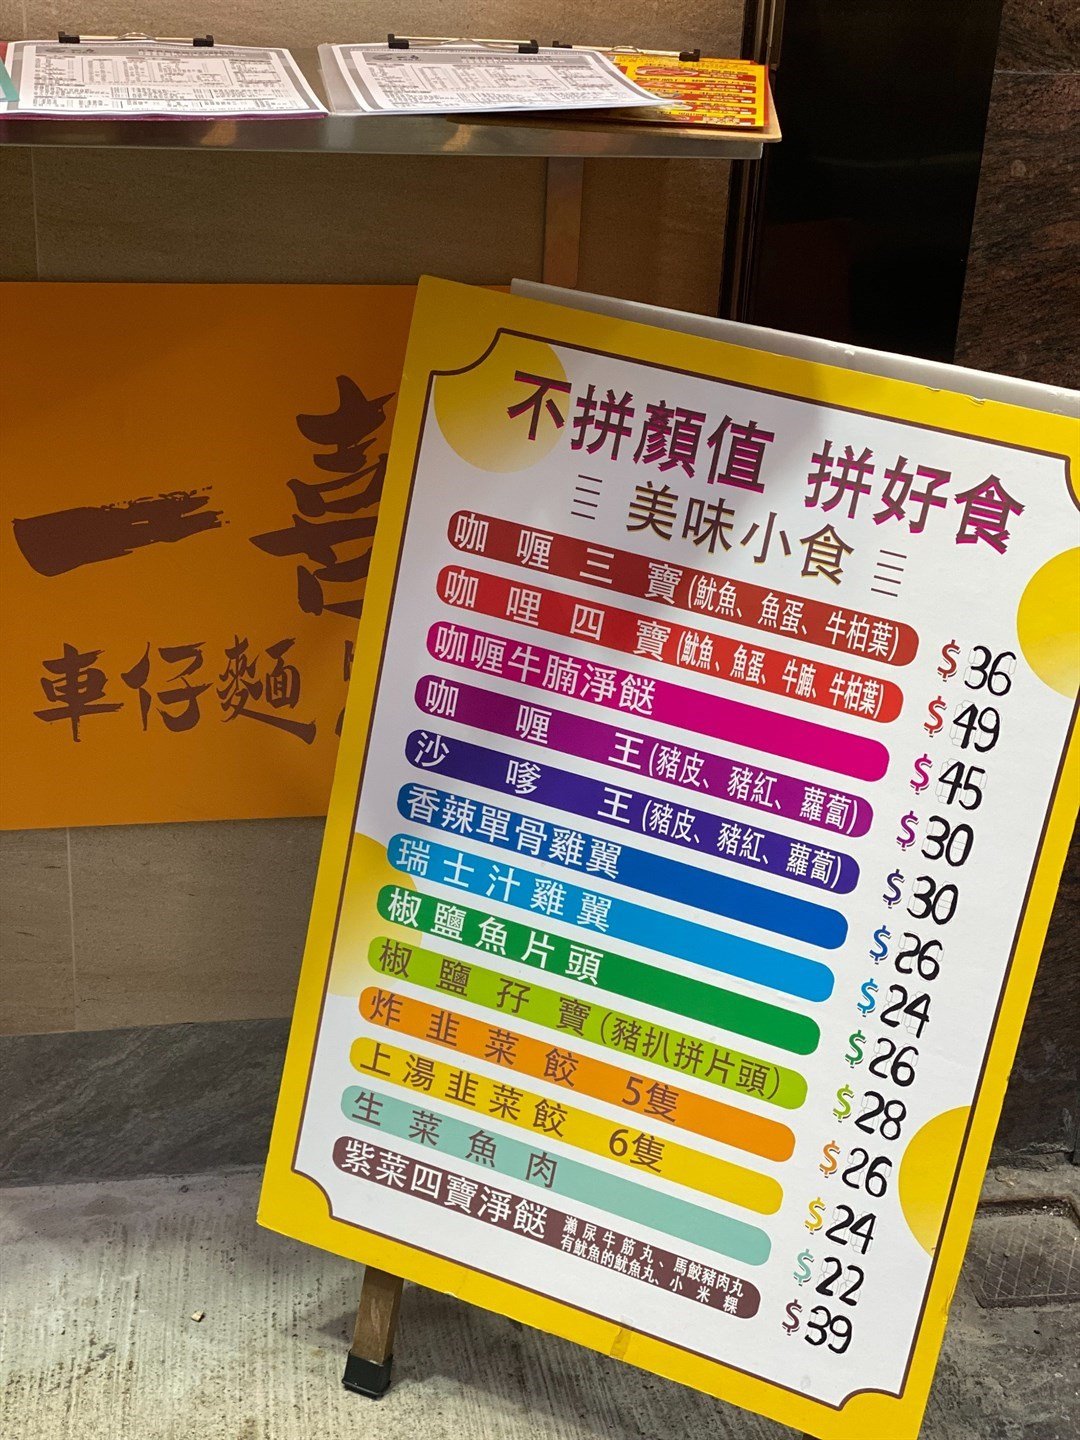 一喜
車仔麵
不拼顏值 拼好食
美味小食
咖喱三寶(魷魚、魚蛋、牛柏葉) $36
咖哩四寶(魷魚、魚蛋、牛腩、牛柏葉) $49
咖喱牛腩淨餸 $45
咖喱王(豬皮、豬紅、蘿蔔) $30
沙嗲王(豬皮、豬紅、蘿蔔) $30
香辣單骨雞翼 $26
瑞士汁雞翼 $24
椒鹽魚片頭 $26
椒鹽孖寶(豬扒拼片頭) $28
炸韭菜餃 5隻 $26
上湯韭菜餃 6隻 $24
生菜魚肉 $22
紫菜四寶淨餸 $39
瀨尿牛筋丸、馬鮫豬肉丸
有魷魚的魷魚丸、小米粿